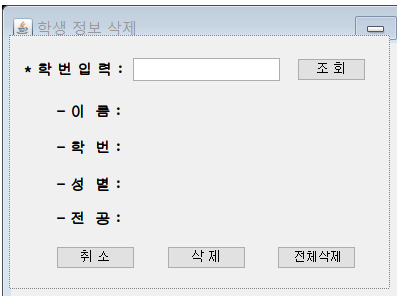 학생 정보 삭제
* 학 번 입 력 : 조 회
- 이 름 :
- 학 번 :
- 성 별 :
- 전 공 :
취 소 삭 제 전체삭제